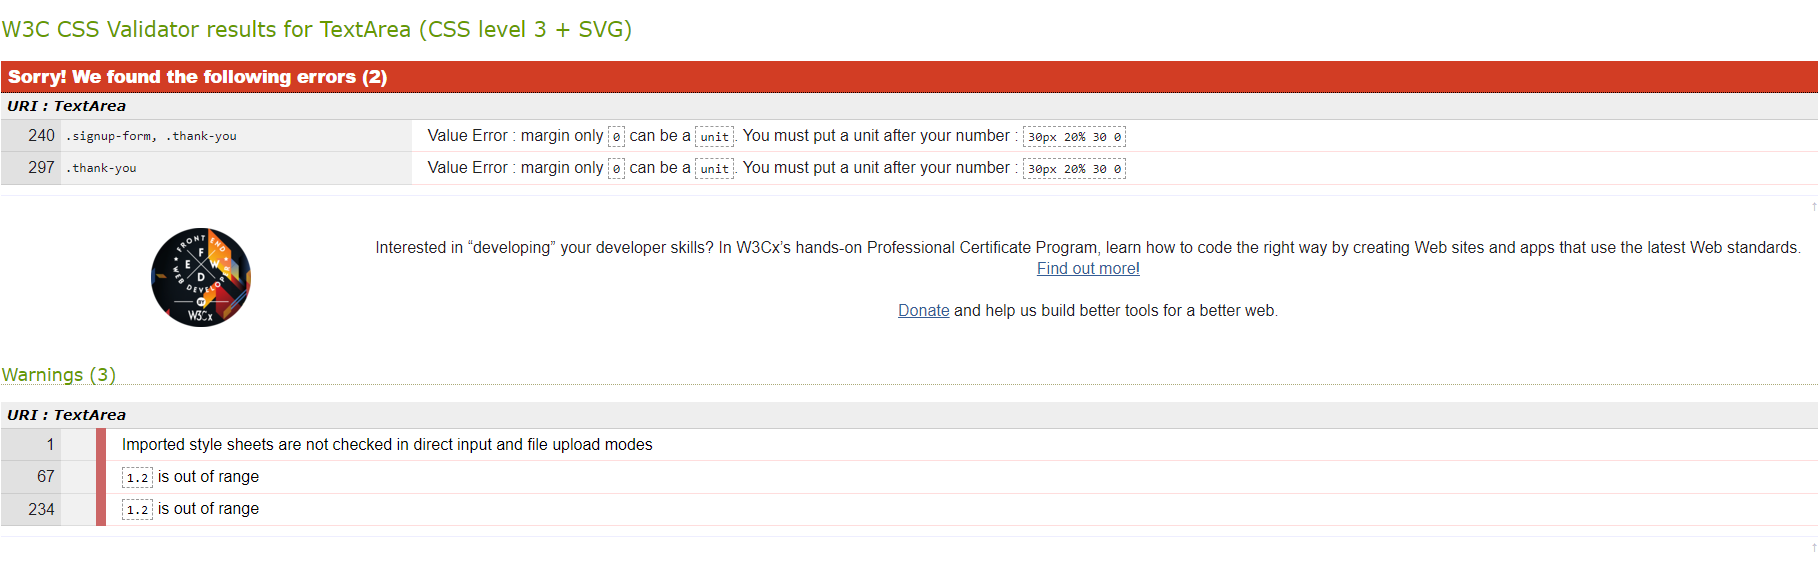 W3C CSS Validator results for TextArea (CSS level 3 + SVG)
Sorry! We found the following errors (2)
URI : TextArea
240 .signup-form, .thank-you Value Error : margin only 0 can be a unit. You must put a unit after your number : 30px 20% 30 0
297 .thank-you Value Error : margin only 0 can be a unit. You must put a unit after your number : 30px 20% 30 0
↑
FRONT END
F
E W
D
WEB DEVELOPER
BY
W3Cx
Interested in “developing” your developer skills? In W3Cx’s hands-on Professional Certificate Program, learn how to code the right way by creating Web sites and apps that use the latest Web standards.
Find out more!
Donate and help us build better tools for a better web.
Warnings (3)
URI : TextArea
1 Imported style sheets are not checked in direct input and file upload modes
67 1.2 is out of range
234 1.2 is out of range
↑